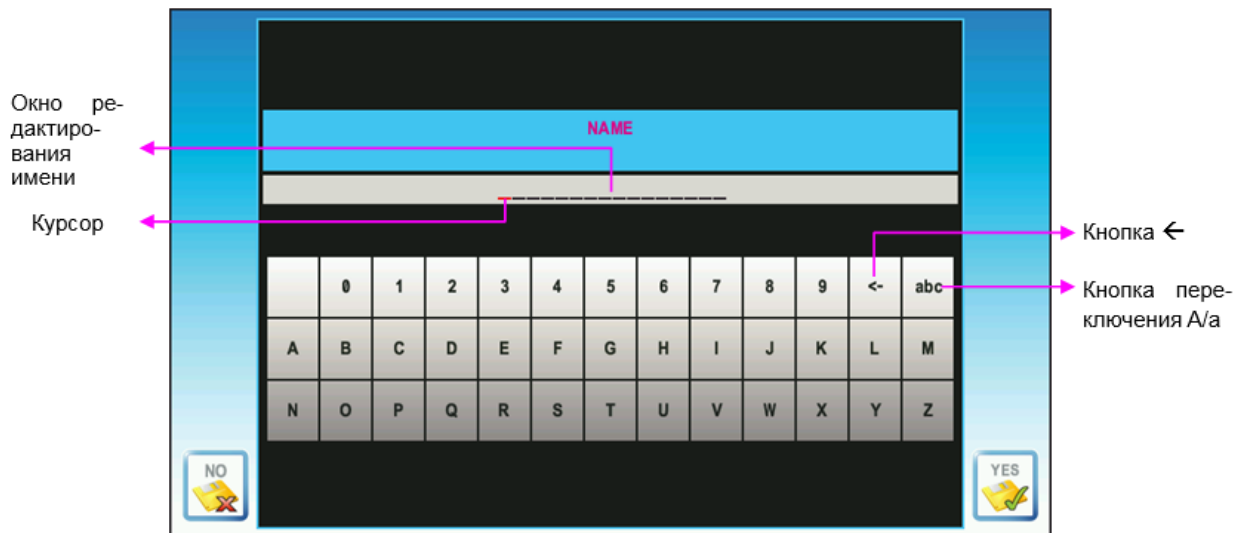 Окно ре-
дактиро-
вания
имени
Курсор
NAME
0 1 2 3 4 5 6 7 8 9 <- abc
A B C D E F G H I J K L M
N O P Q R S T U V W X Y Z
NO
YES
Кнопка ←
Кнопка пере-
ключения А/а